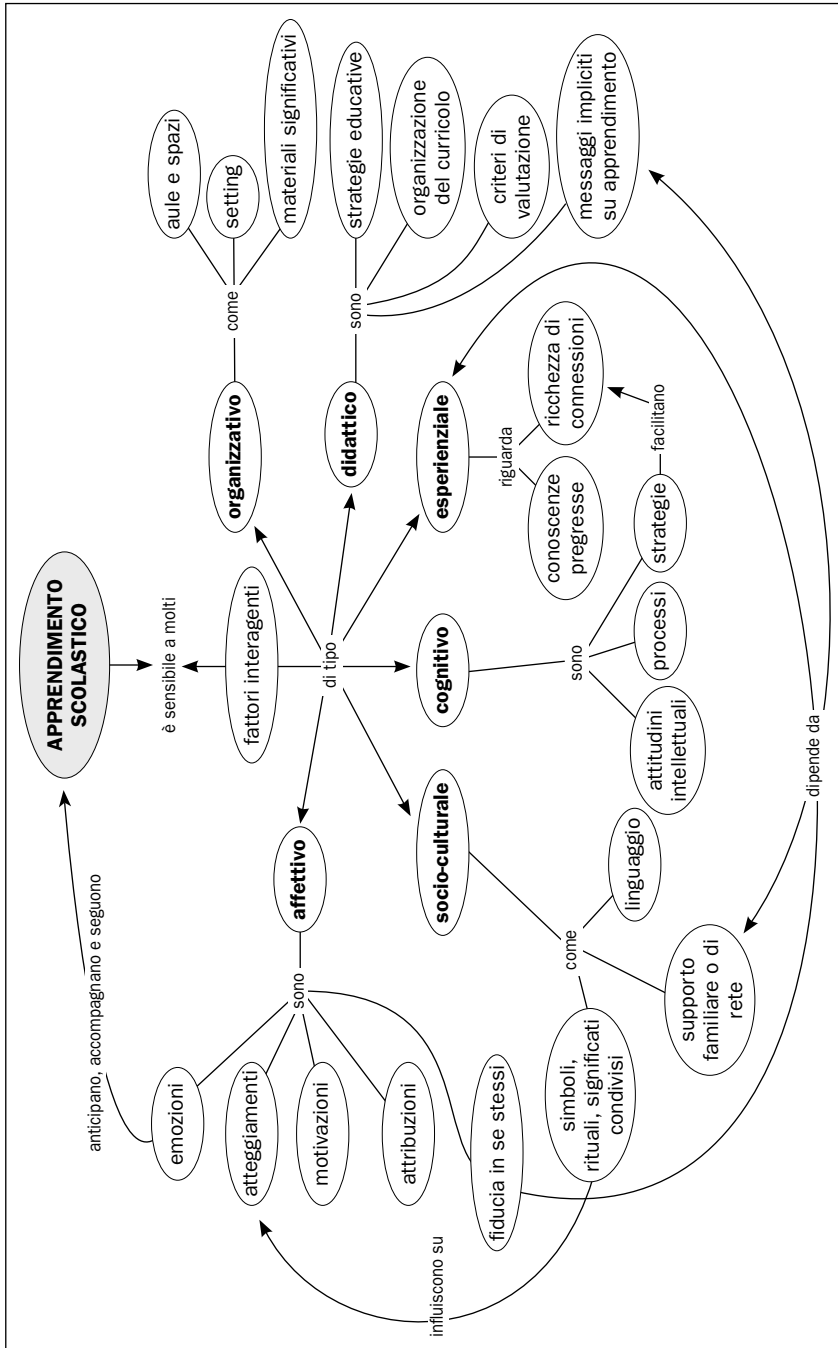 APPRENDIMENTO
SCOLASTICO
anticipano, accompagnano e seguono
è sensibile a molti
fattori interagenti
di tipo
affettivo
sono
emozioni
atteggiamenti
motivazioni
attribuzioni
fiducia in se stessi
influiscono su
socio-culturale
come
simboli,
rituali, significati
condivisi
supporto
familiare o di
rete
linguaggio
cognitivo
sono
attitudini
intellettuali
processi
strategie
facilitano
esperienziale
riguarda
conoscenze
pregresse
ricchezza di
connessioni
didattico
sono
strategie educative
organizzazione
del curricolo
criteri di
valutazione
messaggi impliciti
su apprendimento
organizzativo
come
aule e spazi
setting
materiali significativi
dipende da